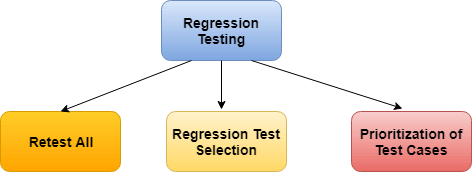 Regression
Testing
Retest All
Regression Test
Selection
Prioritization of
Test Cases